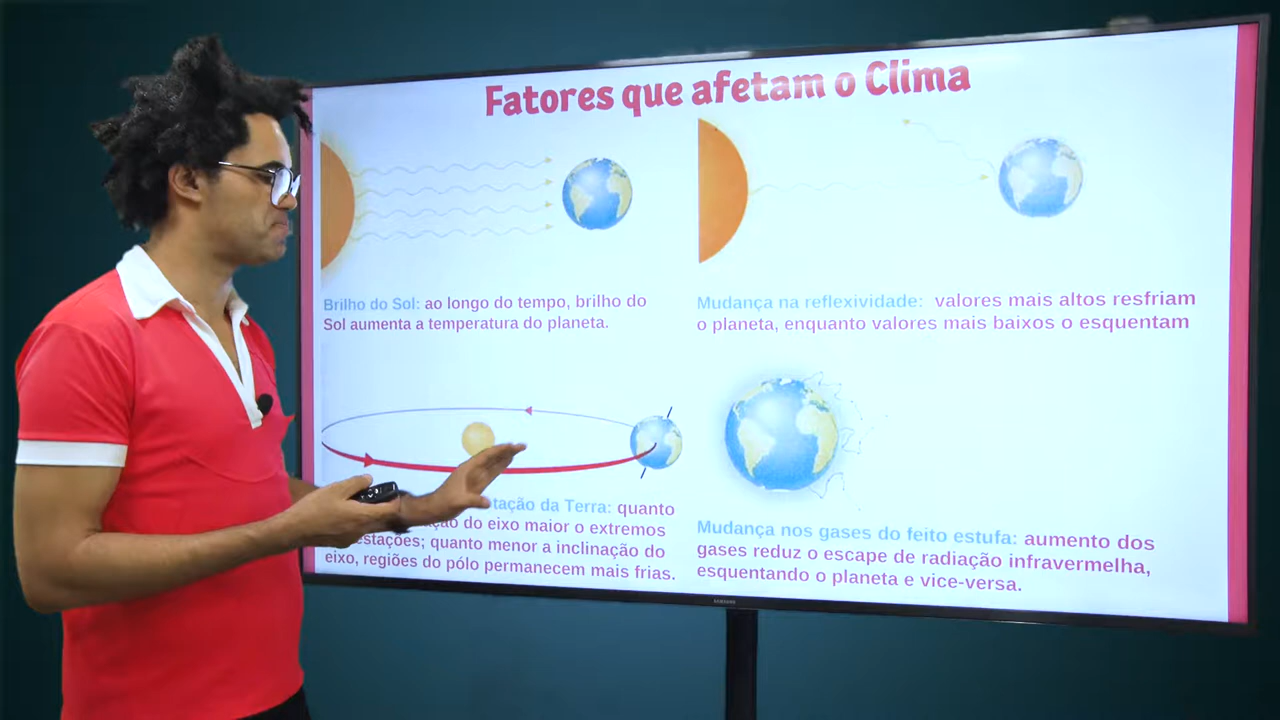 Fatores que afetam o Clima
Brilho do Sol: ao longo do tempo, brilho do
Sol aumenta a temperatura do planeta.
Mudança na reflexividade: valores mais altos resfriam
o planeta, enquanto valores mais baixos o esquentam
da Terra: quanto
do eixo maior o extremos
quanto menor a inclinação do
eixo, regiões do pólo permanecem mais frias.
Mudança nos gases do feito estufa: aumento dos
gases reduz o escape de radiação infravermelha,
esquentando o planeta e vice-versa.
SAMSUNG